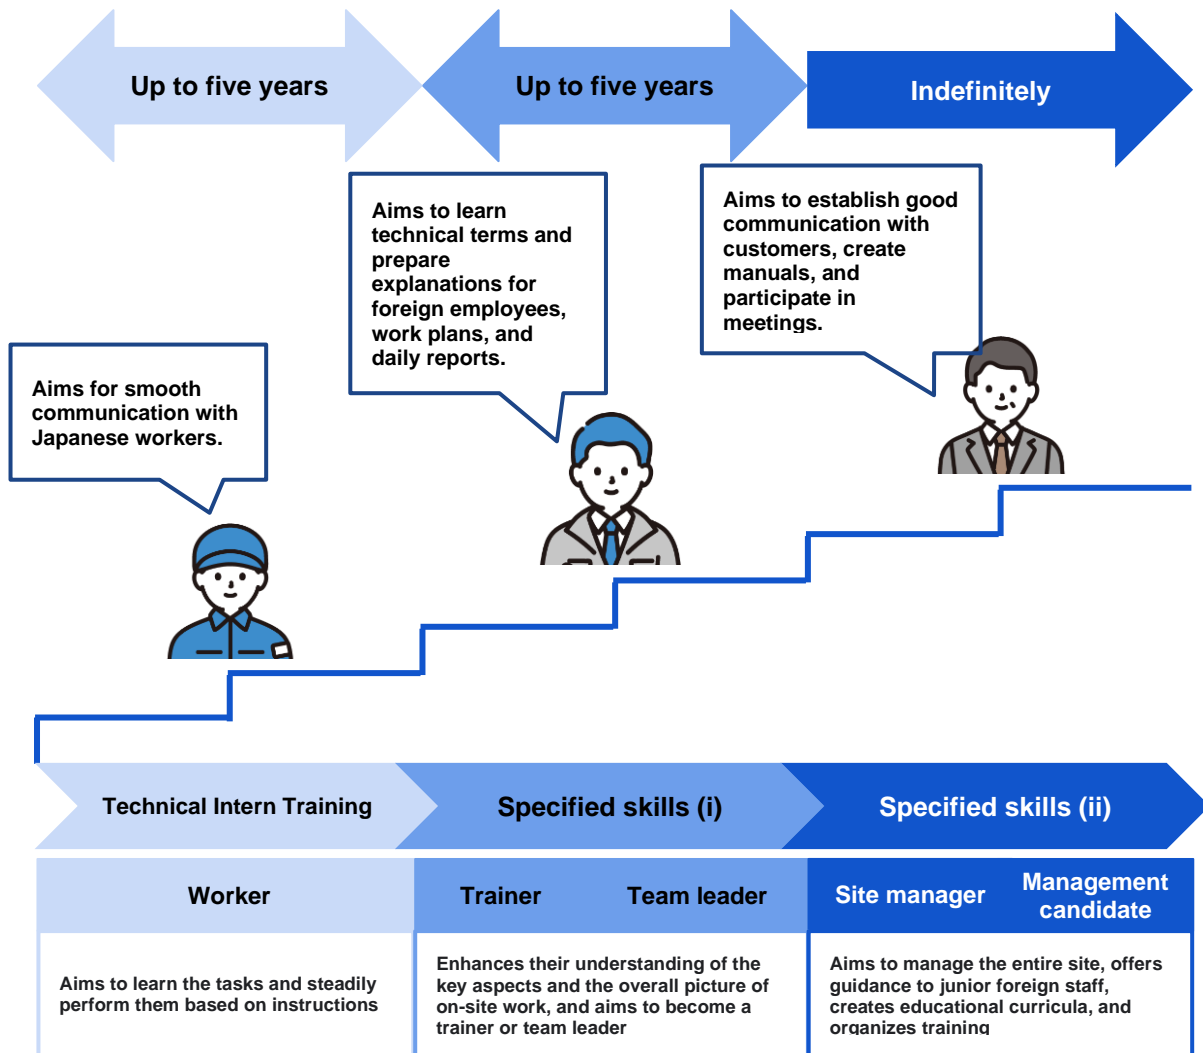 Up to five years
Up to five years
Indefinitely
Aims to learn
technical terms and
prepare
explanations for
foreign employees,
work plans, and
daily reports.
Aims to establish good
communication with
customers, create
manuals, and
participate in
meetings.
Aims for smooth
communication with
Japanese workers.
Technical Intern Training
Specified skills (i)
Specified skills (ii)
Worker
Trainer
Team leader
Site manager
Management
candidate
Aims to learn the tasks and steadily
perform them based on instructions
Enhances their understanding of the
key aspects and the overall picture of
on-site work, and aims to become a
trainer or team leader
Aims to manage the entire site, offers
guidance to junior foreign staff,
creates educational curricula, and
organizes training